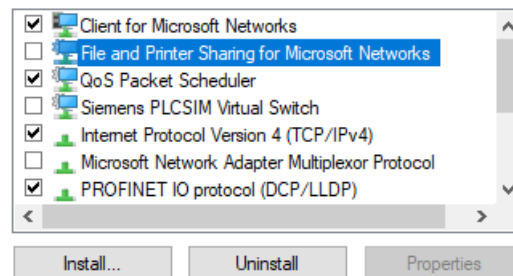 Client for Microsoft Networks
File and Printer Sharing for Microsoft Networks
QoS Packet Scheduler
Siemens PLCSIM Virtual Switch
Internet Protocol Version 4 (TCP/IPv4)
Microsoft Network Adapter Multiplexor Protocol
PROFINET IO protocol (DCP/LLDP)
Install... Uninstall Properties